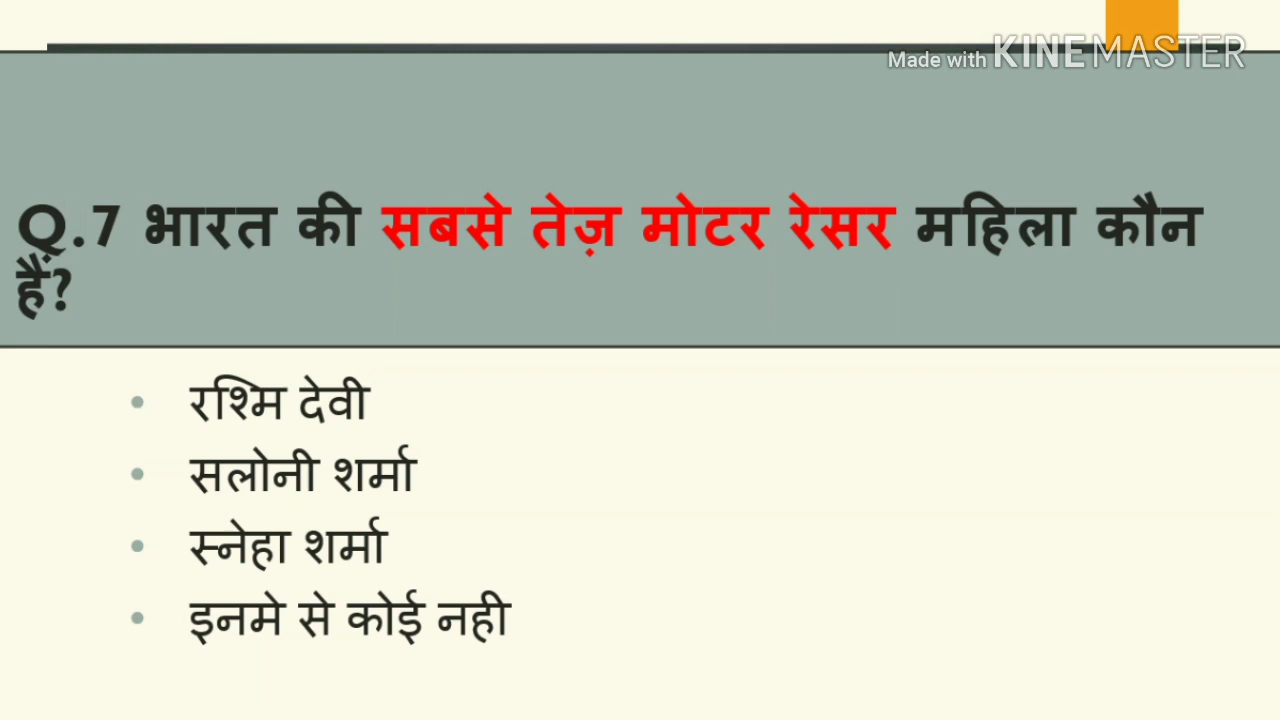 Made with KINEMASTER
Q.7 भारत की सबसे तेज़ मोटर रेसर महिला कौन
हैं?
रश्मि देवी
सलोनी शर्मा
स्नेहा शर्मा
इनमे से कोई नही